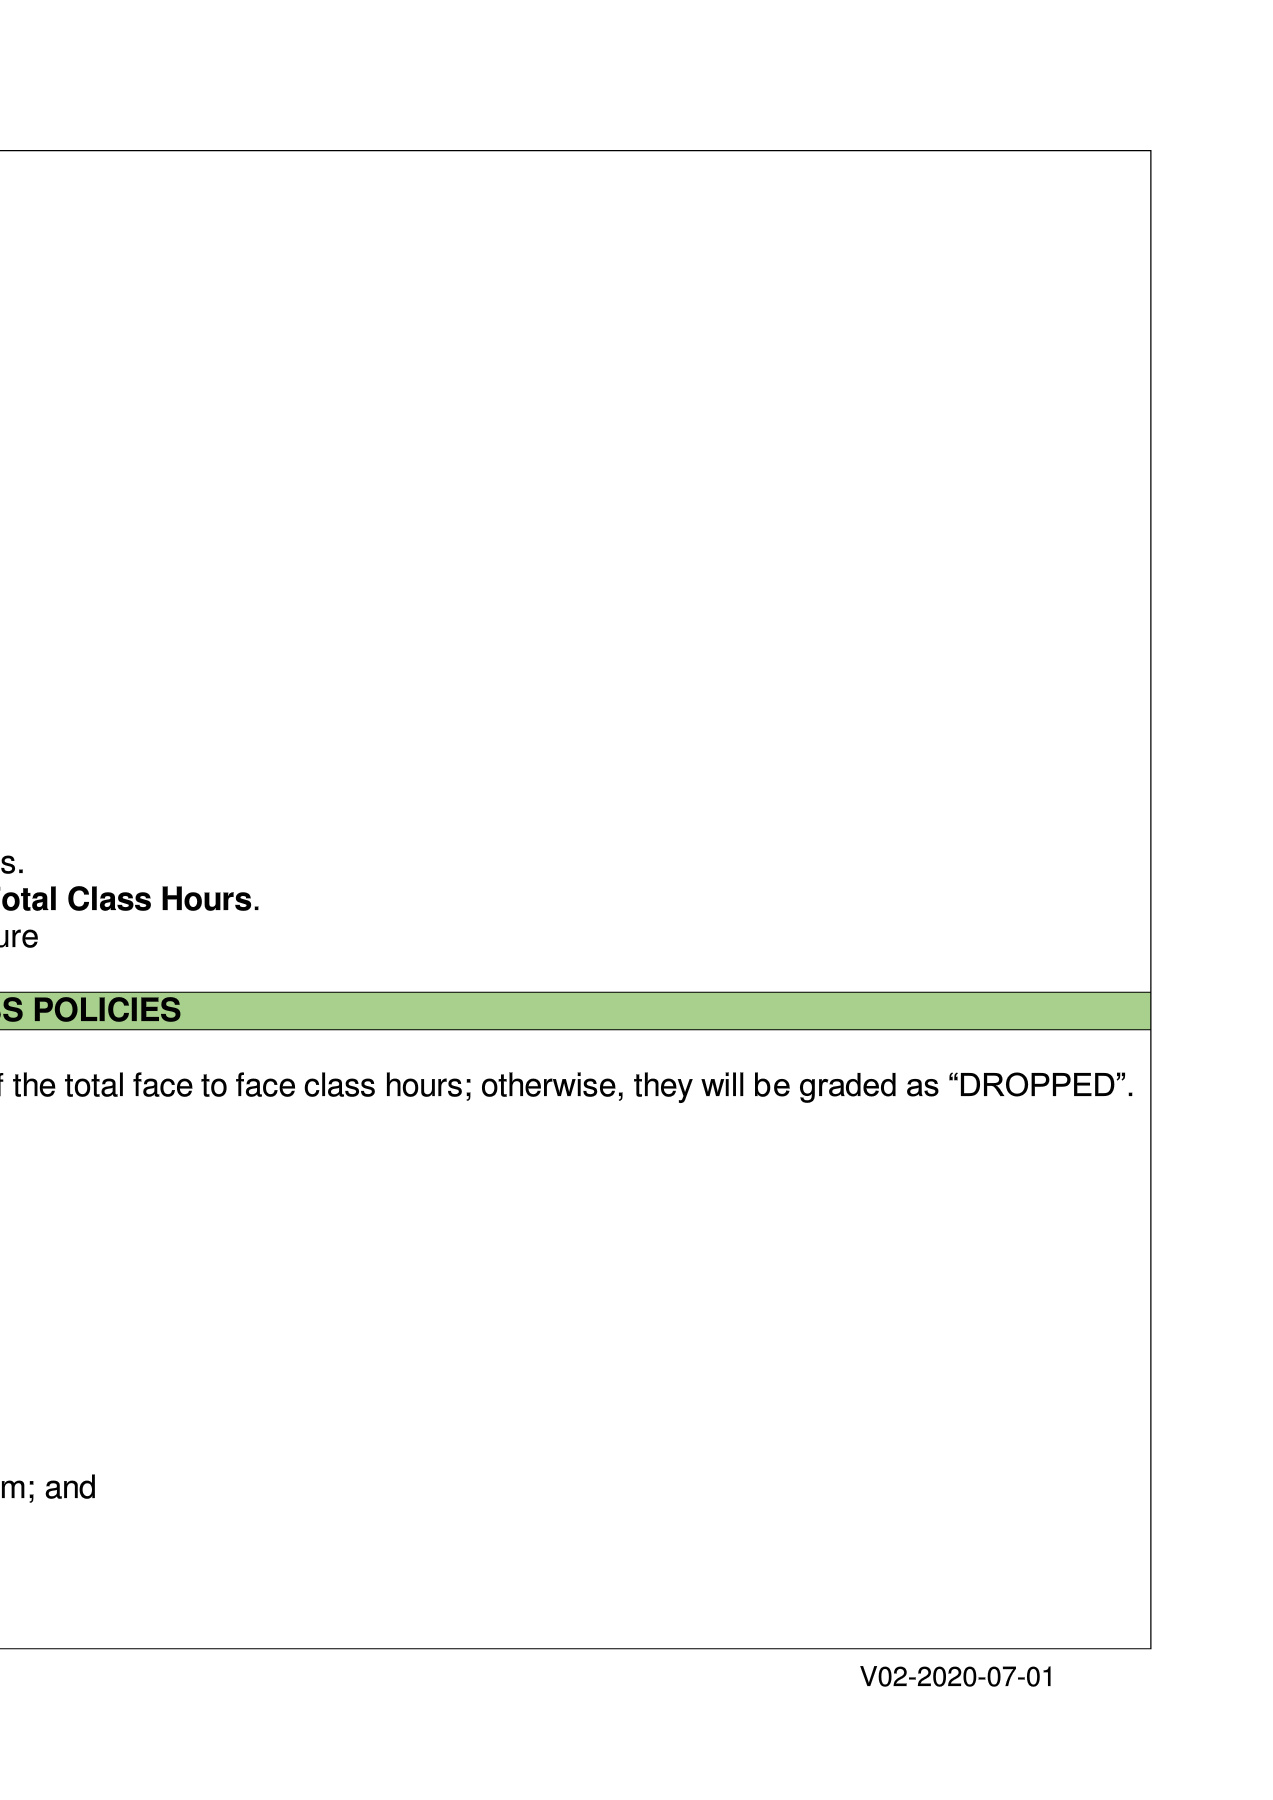 s.
otal Class Hours.
ure
SS POLICIES
f the total face to face class hours; otherwise, they will be graded as “DROPPED”.
m; and
V02-2020-07-01